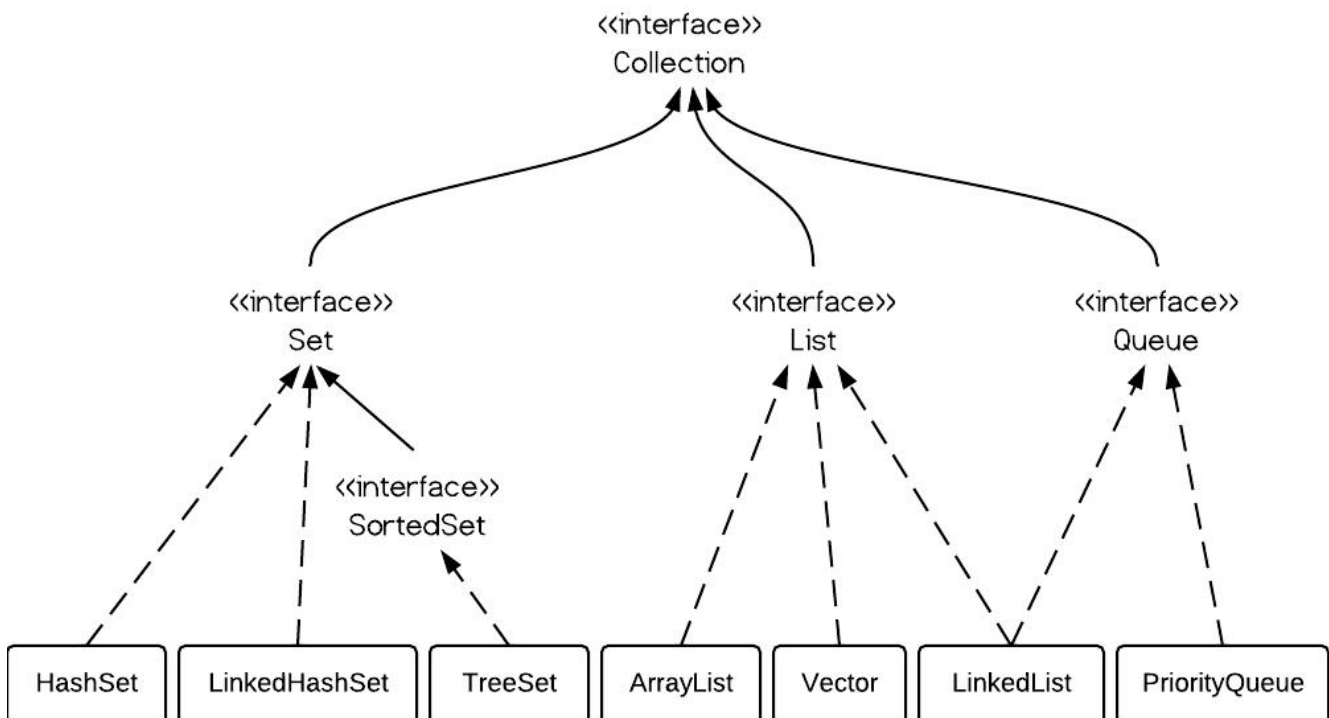 <<interface>>
Collection
<<interface>>
Set
<<interface>>
List
<<interface>>
Queue
<<interface>>
SortedSet
HashSet
LinkedHashSet
TreeSet
ArrayList
Vector
LinkedList
PriorityQueue